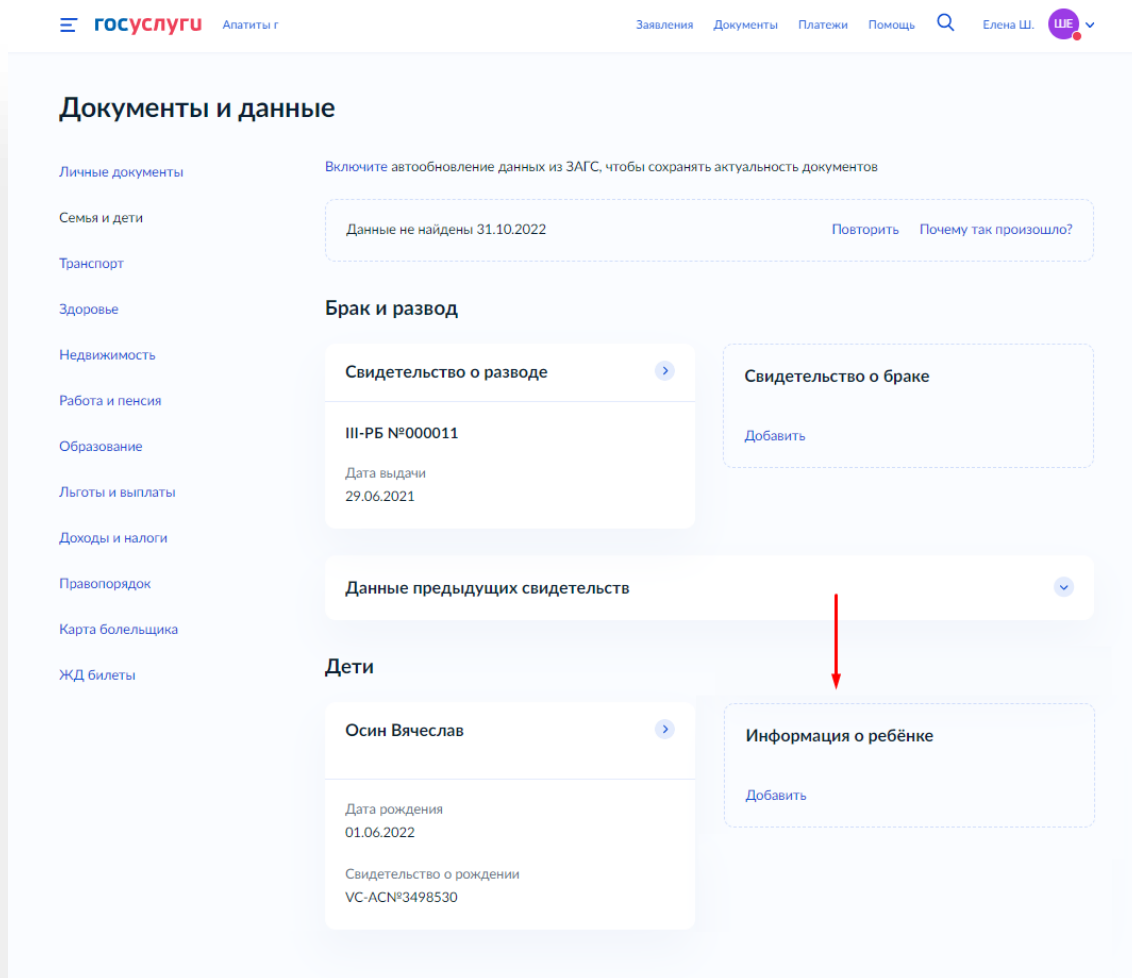 госуслуги Апатиты г Заявления Документы Платежи Помощь Елена Ш. ШЕ
Документы и данные
Личные документы
Семья и дети
Транспорт
Здоровье
Недвижимость
Работа и пенсия
Образование
Льготы и выплаты
Доходы и налоги
Правопорядок
Карта болельщика
ЖД билеты
Включите автообновление данных из ЗАГС, чтобы сохранять актуальность документов
Данные не найдены 31.10.2022 Повторить Почему так произошло?
Брак и развод
Свидетельство о разводе
III-РБ №000011
Дата выдачи
29.06.2021
Свидетельство о браке
Добавить
Данные предыдущих свидетельств
Дети
Осин Вячеслав
Дата рождения
01.06.2022
Свидетельство о рождении
VC-АС№3498530
Информация о ребёнке
Добавить